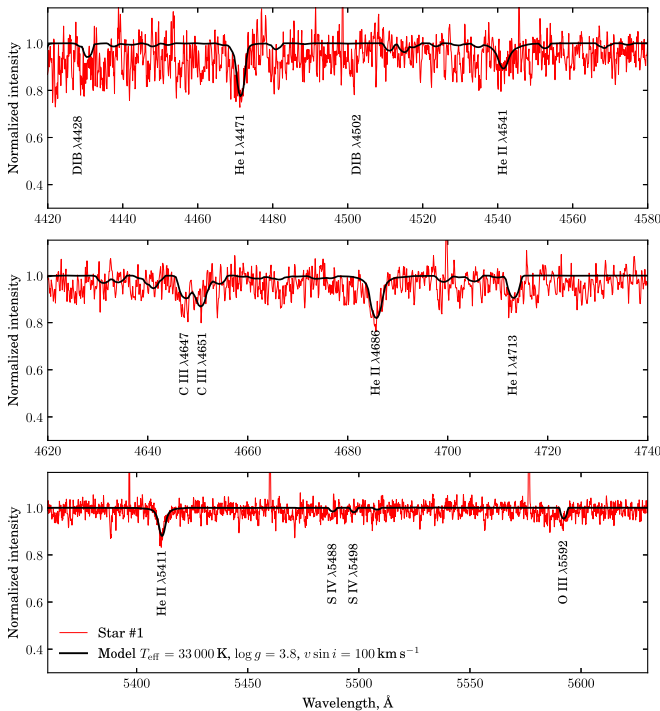 1.0
0.8
0.6
0.4
Normalized intensity
DIB λ4428
He I λ4471
DIB λ4502
He II λ4541
4420 4440 4460 4480 4500 4520 4540 4560 4580
1.0
0.8
0.6
0.4
Normalized intensity
C III λ4647
C III λ4651
He II λ4686
He I λ4713
4620 4640 4660 4680 4700 4720 4740
1.0
0.8
0.6
0.4
Normalized intensity
He II λ5411
S IV λ5488
S IV λ5498
O III λ5592
Star #1
Model T_eff = 33 000 K, log g = 3.8, v sin i = 100 km s⁻¹
5400 5450 5500 5550 5600
Wavelength, Å